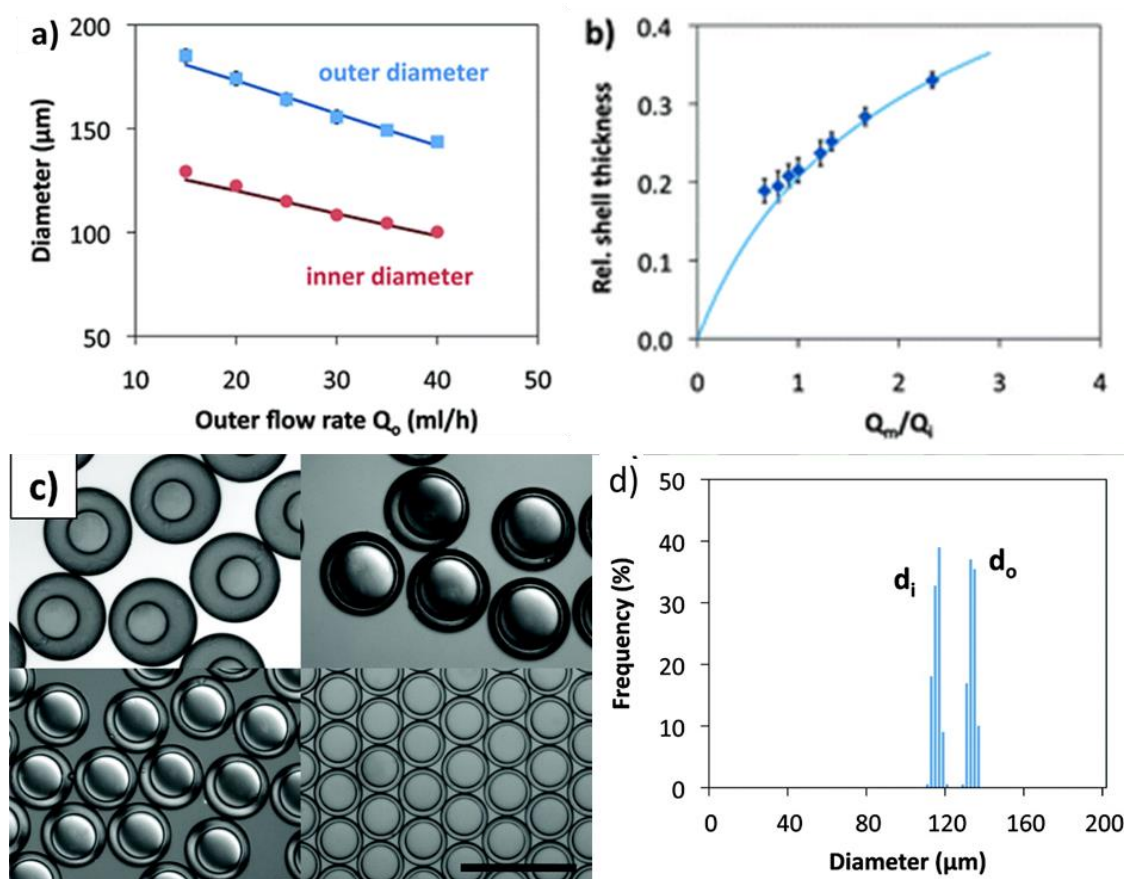 a)
200
150
100
50
Diameter (µm)
outer diameter
inner diameter
10 20 30 40 50
Outer flow rate Qo (ml/h)
b)
0.4
0.3
0.2
0.1
0.0
Rel. shell thickness
0 1 2 3 4
Qm/Qi
c)
d)
50
40
30
20
10
0
Frequency (%)
di
do
0 40 80 120 160 200
Diameter (µm)